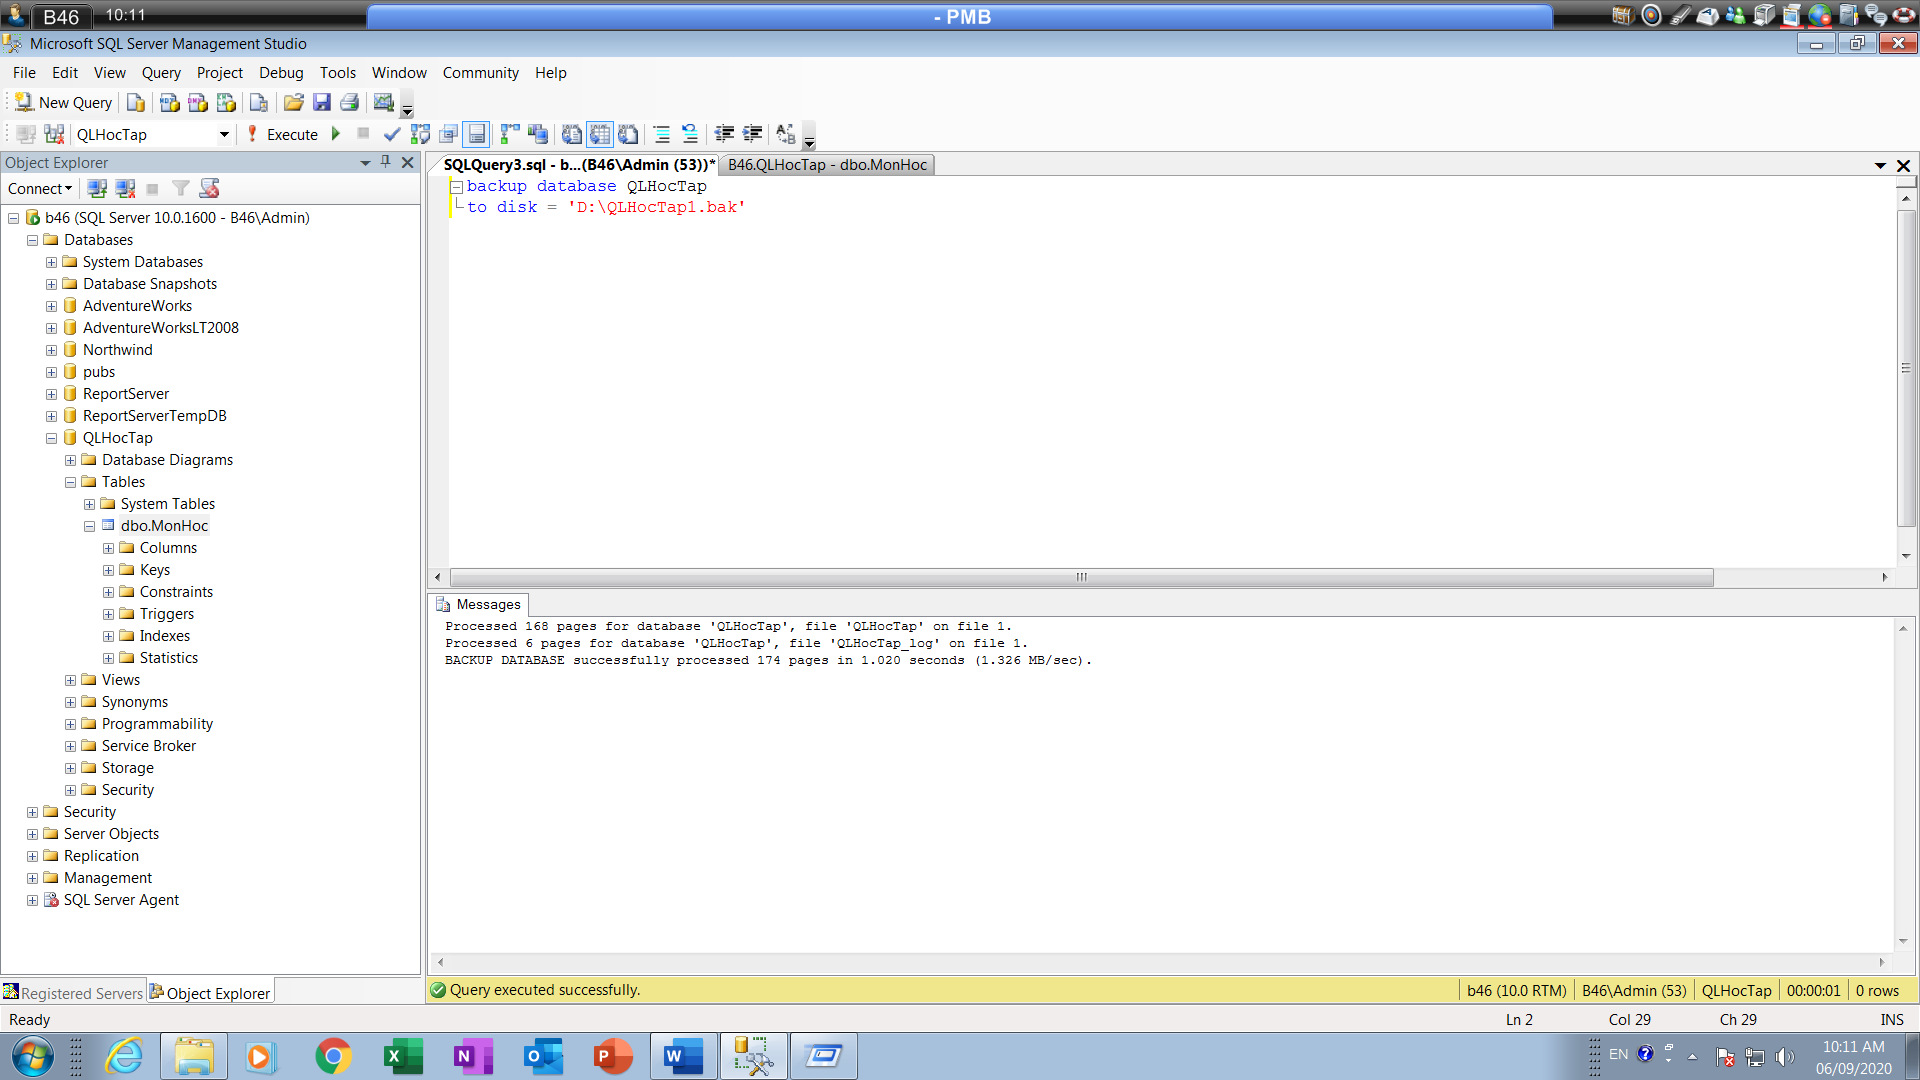 B46 10:11 - PMB
Microsoft SQL Server Management Studio
File Edit View Query Project Debug Tools Window Community Help
New Query
QLHocTap Execute
Object Explorer
SQLQuery3.sql - b...(B46\Admin (53))* B46.QLHocTap - dbo.MonHoc
Connect
backup database QLHocTap
to disk = 'D:\QLHocTap1.bak'
b46 (SQL Server 10.0.1600 - B46\Admin)
Databases
System Databases
Database Snapshots
AdventureWorks
AdventureWorksLT2008
Northwind
pubs
ReportServer
ReportServerTempDB
QLHocTap
Database Diagrams
Tables
System Tables
dbo.MonHoc
Columns
Keys
Constraints
Triggers
Indexes
Statistics
Views
Synonyms
Programmability
Service Broker
Storage
Security
Security
Server Objects
Replication
Management
SQL Server Agent
Messages
Processed 168 pages for database 'QLHocTap', file 'QLHocTap' on file 1.
Processed 6 pages for database 'QLHocTap', file 'QLHocTap_log' on file 1.
BACKUP DATABASE successfully processed 174 pages in 1.020 seconds (1.326 MB/sec).
Registered Servers Object Explorer
Query executed successfully. b46 (10.0 RTM) B46\Admin (53) QLHocTap 00:00:01 0 rows
Ready Ln 2 Col 29 Ch 29 INS
EN
10:11 AM
06/09/2020